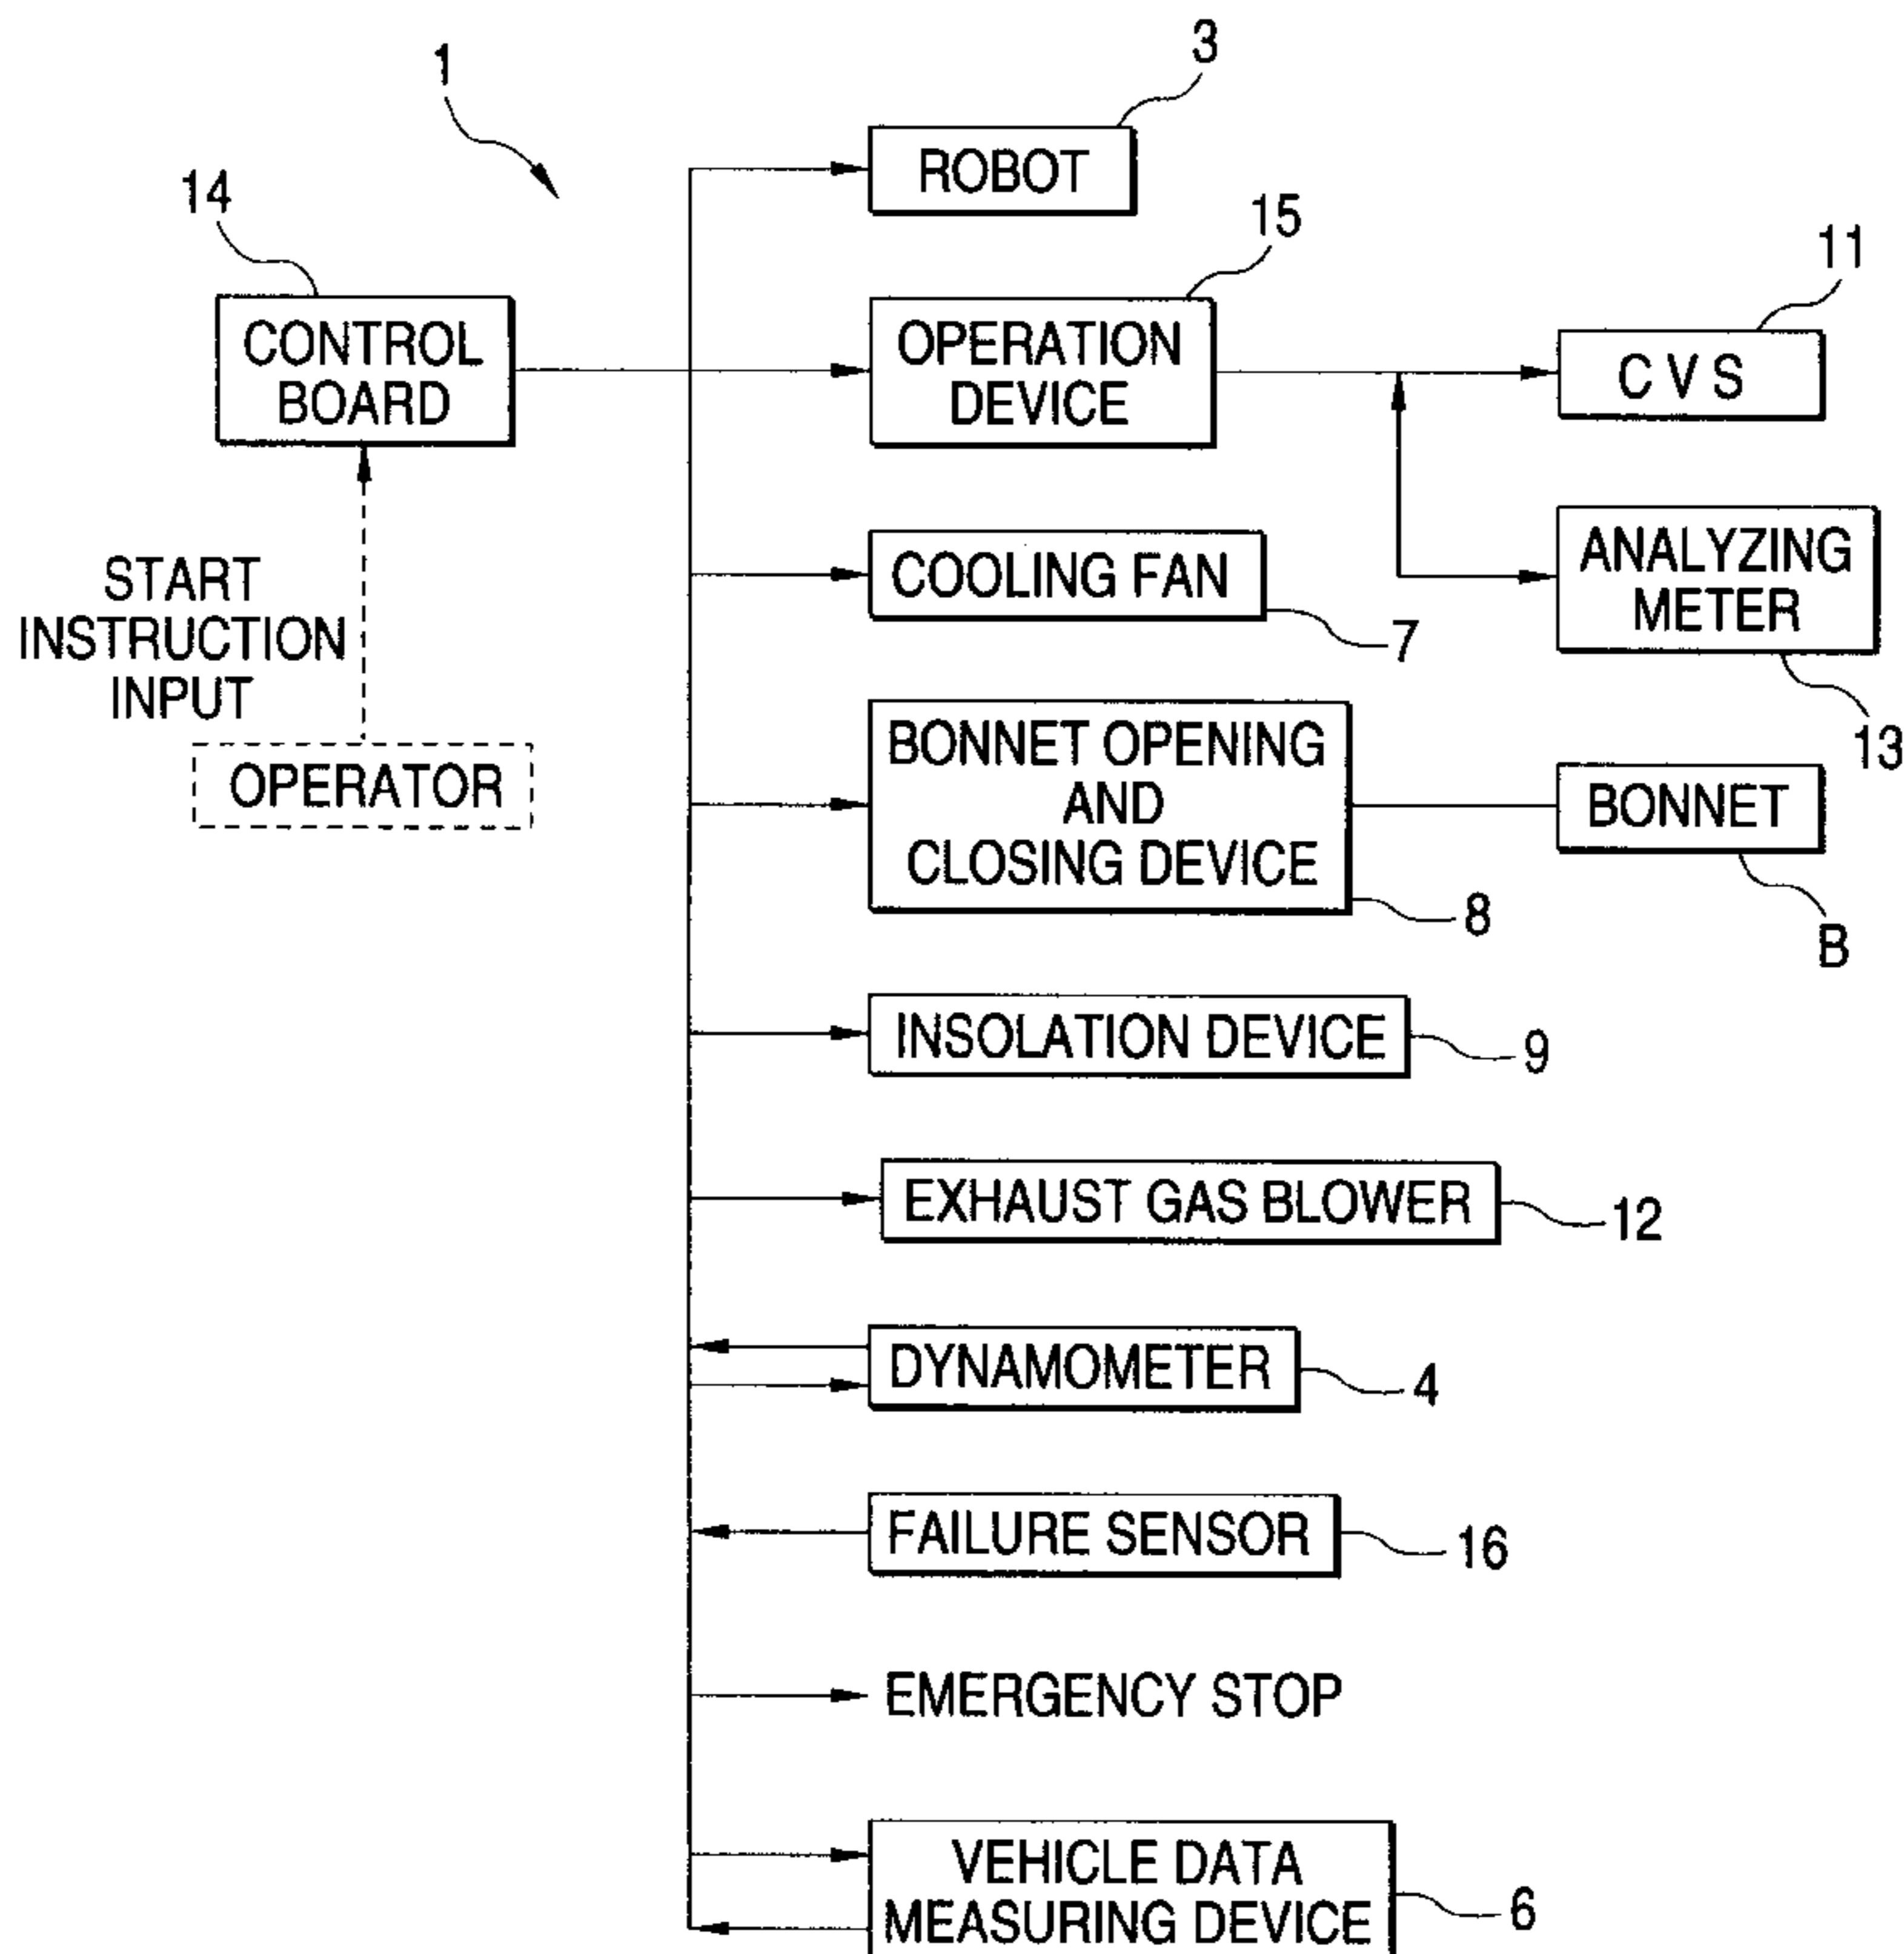 1
3
ROBOT
14
15
11
CONTROL
BOARD
OPERATION
DEVICE
C V S
START
INSTRUCTION
INPUT
COOLING FAN
7
ANALYZING
METER
13
OPERATOR
BONNET OPENING
AND
CLOSING DEVICE
8
BONNET
B
INSOLATION DEVICE
9
EXHAUST GAS BLOWER
12
DYNAMOMETER
4
FAILURE SENSOR
16
EMERGENCY STOP
VEHICLE DATA
MEASURING DEVICE
6